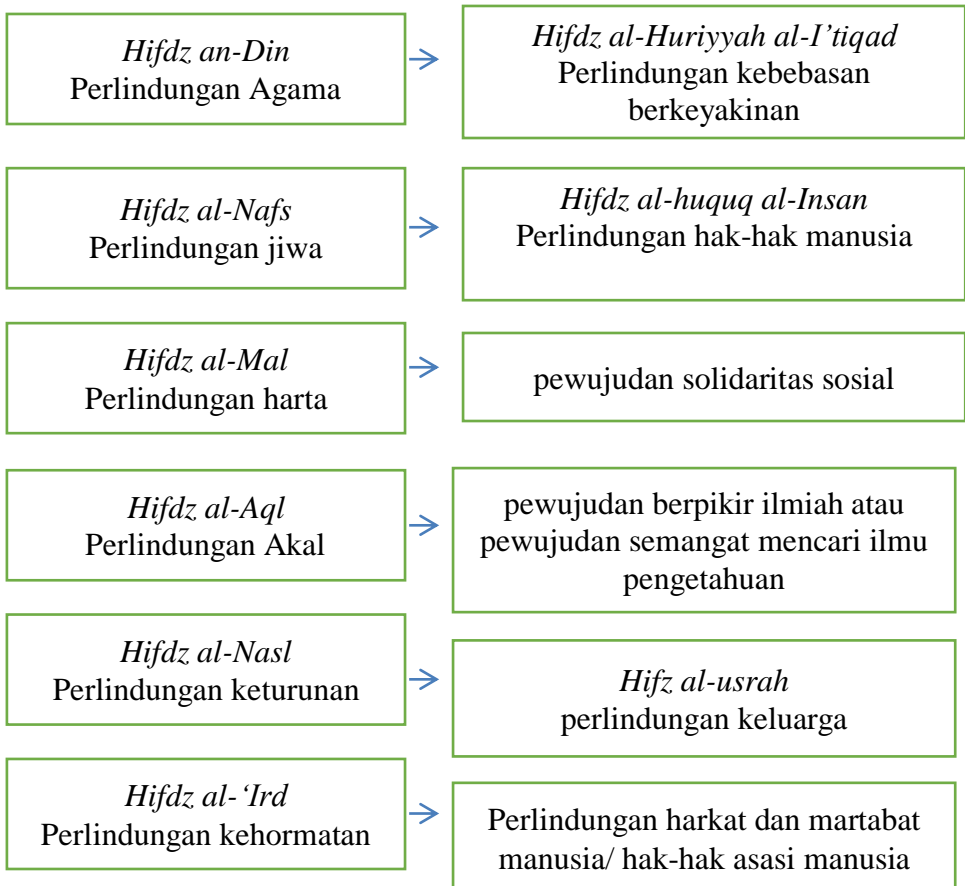 Hifdz an-Din
Perlindungan Agama
Hifdz al-Huriyyah al-I’tiqad
Perlindungan kebebasan
berkeyakinan
Hifdz al-Nafs
Perlindungan jiwa
Hifdz al-huquq al-Insan
Perlindungan hak-hak manusia
Hifdz al-Mal
Perlindungan harta
pewujudan solidaritas sosial
Hifdz al-Aql
Perlindungan Akal
pewujudan berpikir ilmiah atau
pewujudan semangat mencari ilmu
pengetahuan
Hifdz al-Nasl
Perlindungan keturunan
Hifz al-usrah
perlindungan keluarga
Hifdz al-‘Ird
Perlindungan kehormatan
Perlindungan harkat dan martabat
manusia/ hak-hak asasi manusia